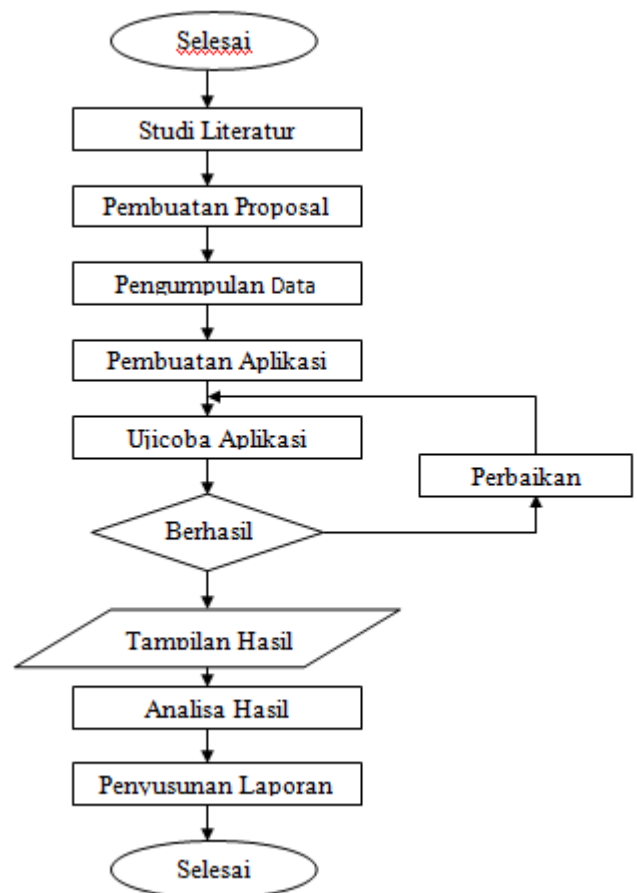 Selesai
Studi Literatur
Pembuatan Proposal
Pengumpulan Data
Pembuatan Aplikasi
Ujicoba Aplikasi
Perbaikan
Berhasil
Tampilan Hasil
Analisa Hasil
Penyusunan Laporan
Selesai